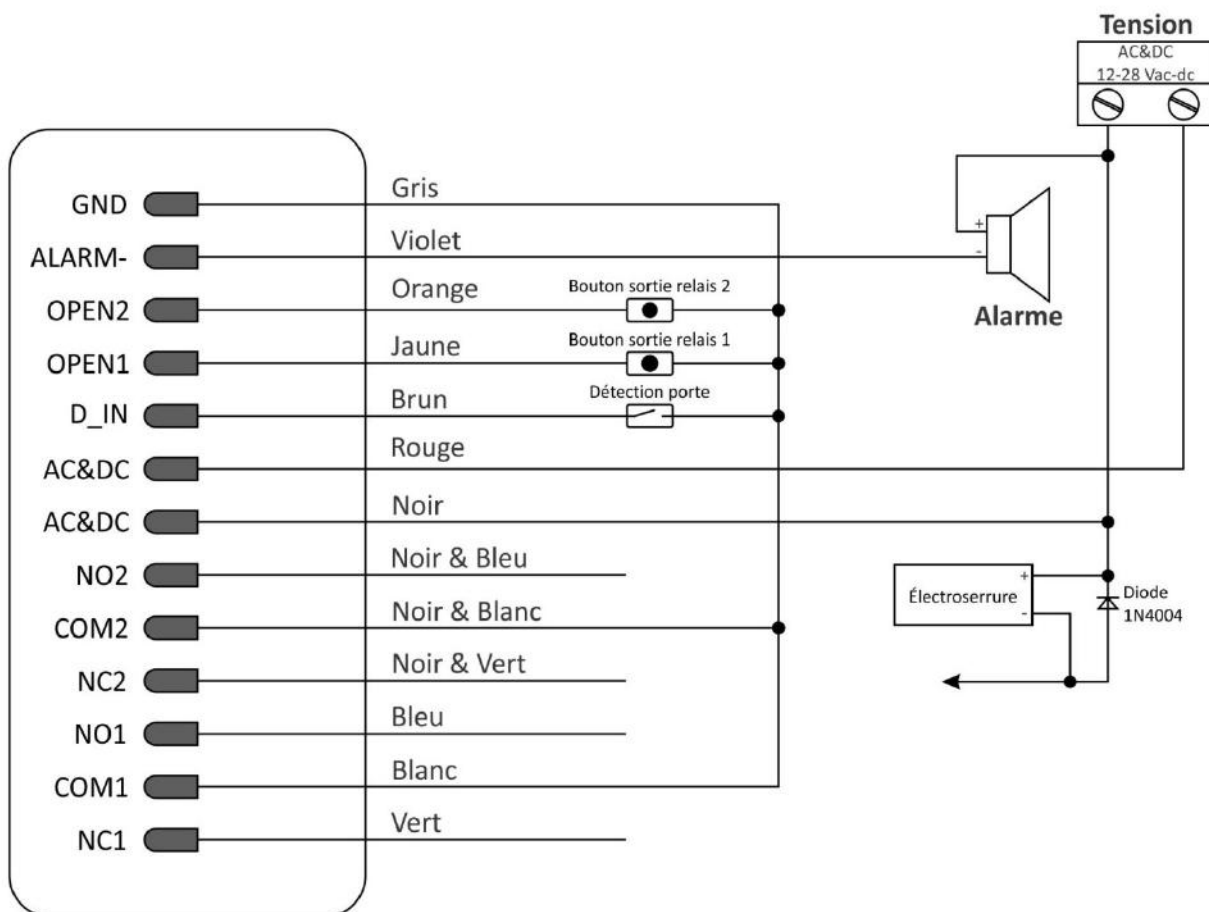 Tension
AC&DC
12-28 Vac-dc
GND
Gris
ALARM-
Violet
+
-
Alarme
OPEN2
Orange
Bouton sortie relais 2
OPEN1
Jaune
Bouton sortie relais 1
D_IN
Brun
Détection porte
AC&DC
Rouge
AC&DC
Noir
NO2
Noir & Bleu
Électroserrure
+
-
Diode
1N4004
COM2
Noir & Blanc
NC2
Noir & Vert
NO1
Bleu
COM1
Blanc
NC1
Vert